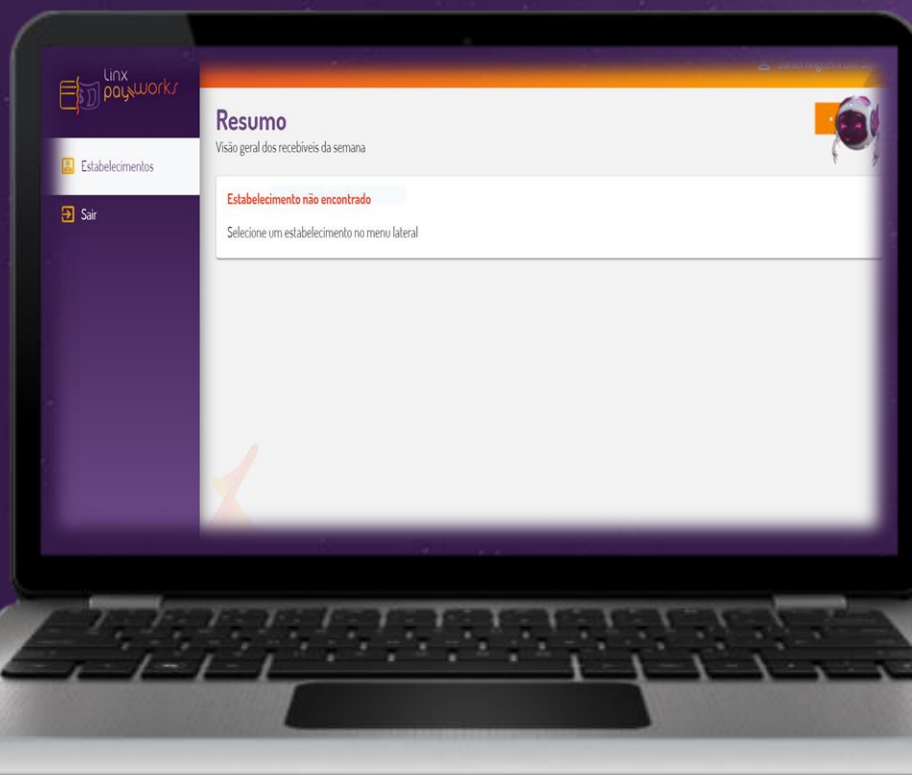 Linx
payworks
Resumo
Visão geral dos recebíveis da semana
Estabelecimentos
Estabelecimento não encontrado
Sair
Selecione um estabelecimento no menu lateral